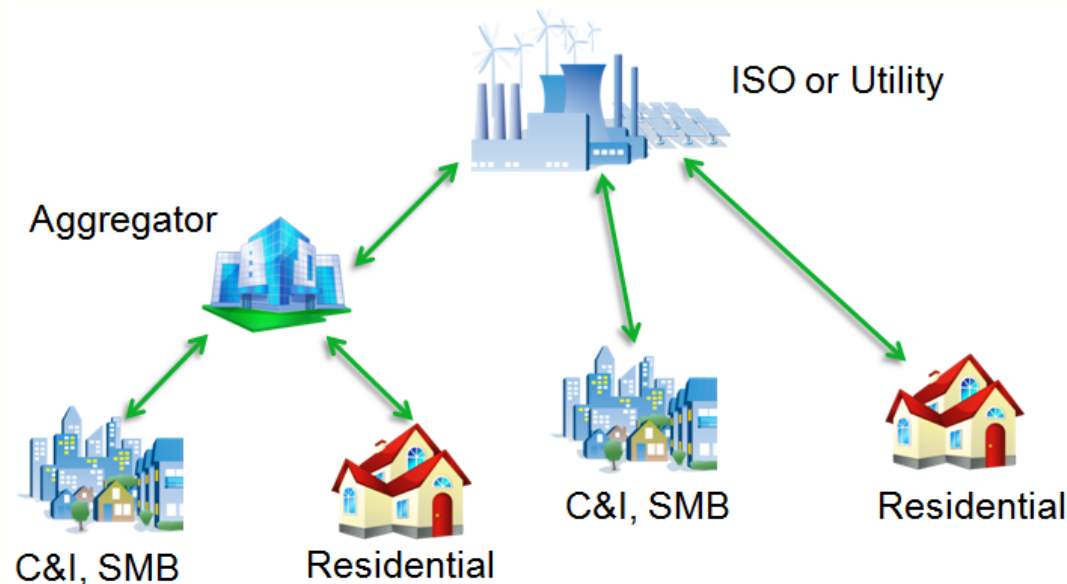 ISO or Utility
Aggregator
C&I, SMB
Residential
C&I, SMB
Residential